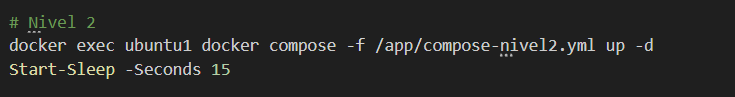 # Nivel 2
docker exec ubuntu1 docker compose -f /app/compose-nivel2.yml up -d
Start-Sleep -Seconds 15